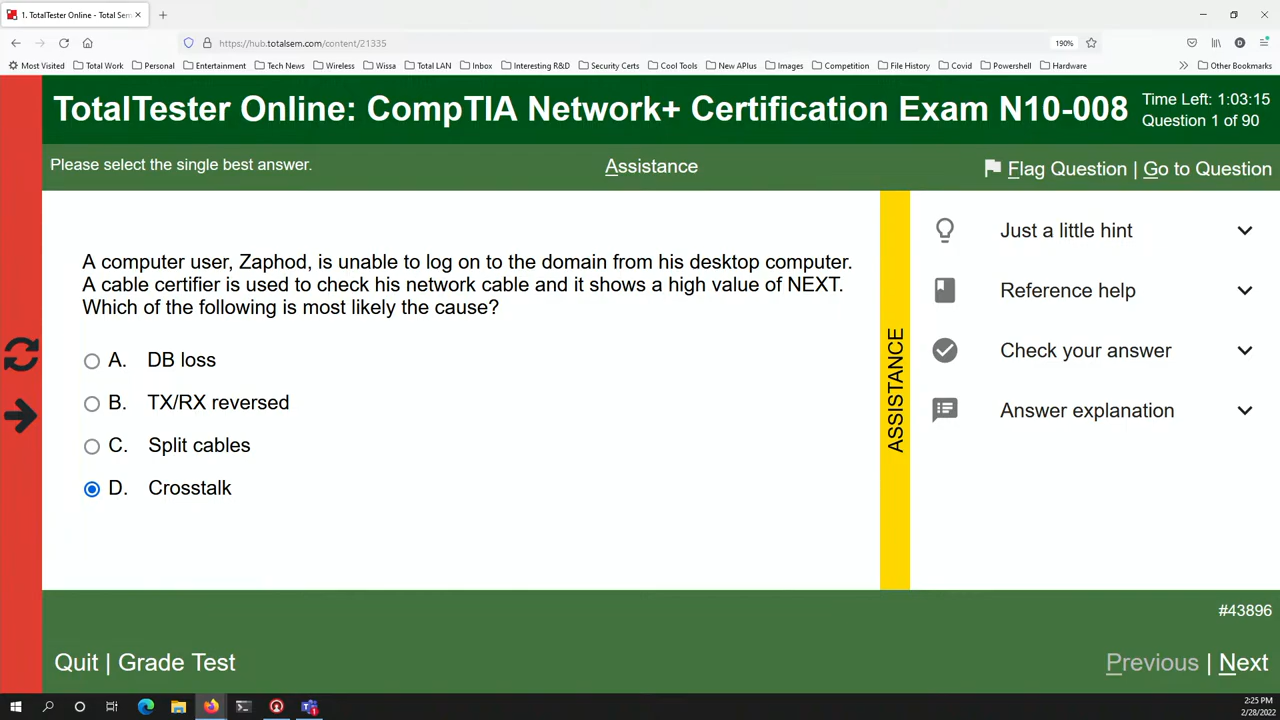 1. TotalTester Online - Total Sem
https://hub.totalsem.com/content/21335
190%
Most Visited Total Work Personal Entertainment Tech News Wireless Wissa Total LAN Inbox Interesting R&D Security Certs Cool Tools New APlus Images Competition File History Covid Powershell Hardware Other Bookmarks
TotalTester Online: CompTIA Network+ Certification Exam N10-008
Time Left: 1:03:15
Question 1 of 90
Please select the single best answer.
Assistance
Flag Question | Go to Question
A computer user, Zaphod, is unable to log on to the domain from his desktop computer.
A cable certifier is used to check his network cable and it shows a high value of NEXT.
Which of the following is most likely the cause?
A. DB loss
B. TX/RX reversed
C. Split cables
D. Crosstalk
ASSISTANCE
Just a little hint
Reference help
Check your answer
Answer explanation
#43896
Quit | Grade Test
Previous | Next
2:25 PM
2/28/2022